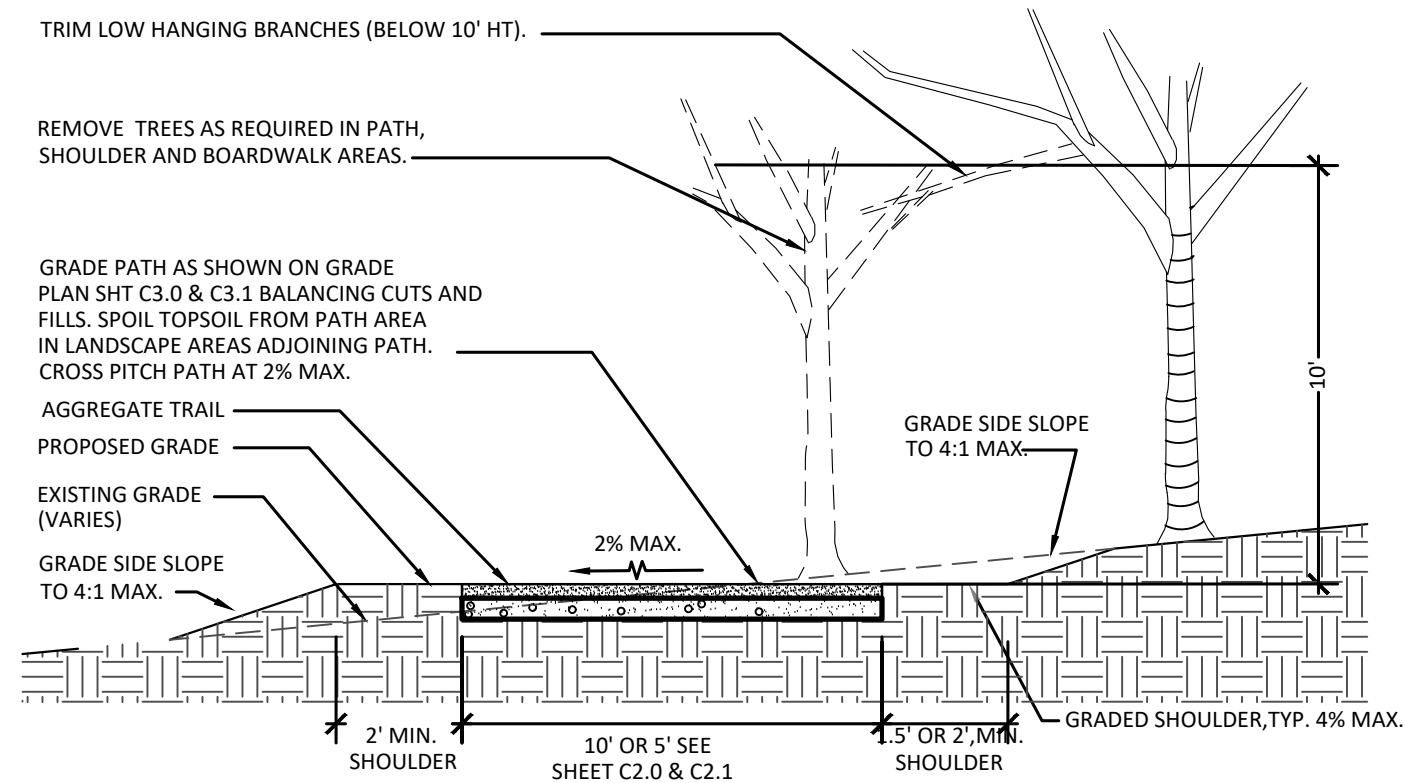 TRIM LOW HANGING BRANCHES (BELOW 10' HT).
REMOVE TREES AS REQUIRED IN PATH,
SHOULDER AND BOARDWALK AREAS.
GRADE PATH AS SHOWN ON GRADE
PLAN SHT C3.0 & C3.1 BALANCING CUTS AND
FILLS. SPOIL TOPSOIL FROM PATH AREA
IN LANDSCAPE AREAS ADJOINING PATH.
CROSS PITCH PATH AT 2% MAX.
AGGREGATE TRAIL
PROPOSED GRADE
EXISTING GRADE
(VARIES)
GRADE SIDE SLOPE
TO 4:1 MAX.
2% MAX.
GRADE SIDE SLOPE
TO 4:1 MAX.
10'
GRADED SHOULDER,TYP. 4% MAX.
2' MIN.
SHOULDER
10' OR 5' SEE
SHEET C2.0 & C2.1
1.5' OR 2',MIN.
SHOULDER